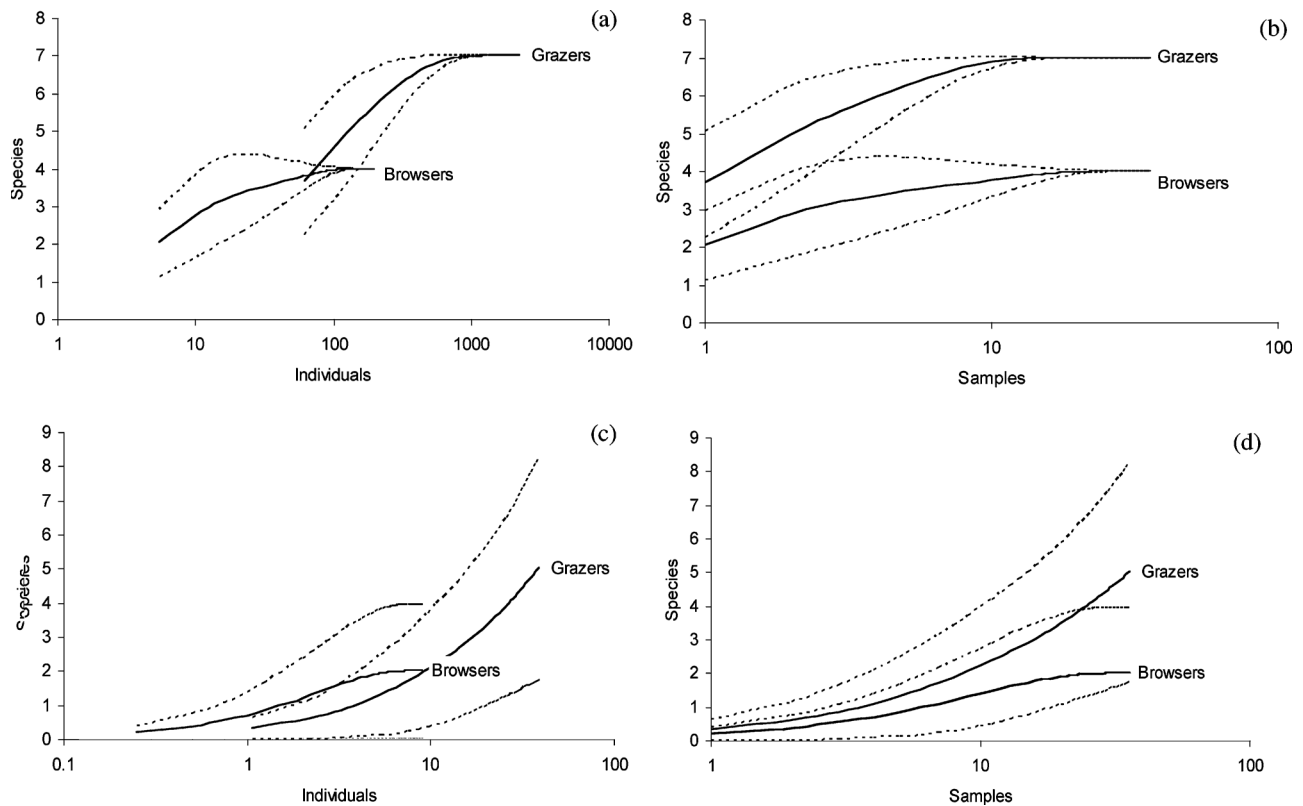 (a)
8
7
6
5
4
3
2
1
0
Species
Grazers
Browsers
1 10 100 1000 10000
Individuals
(b)
8
7
6
5
4
3
2
1
0
Species
Grazers
Browsers
1 10 100
Samples
(c)
9
8
7
6
5
4
3
2
1
0
Species
Grazers
Browsers
0.1 1 10 100
Individuals
(d)
9
8
7
6
5
4
3
2
1
0
Species
Grazers
Browsers
1 10 100
Samples